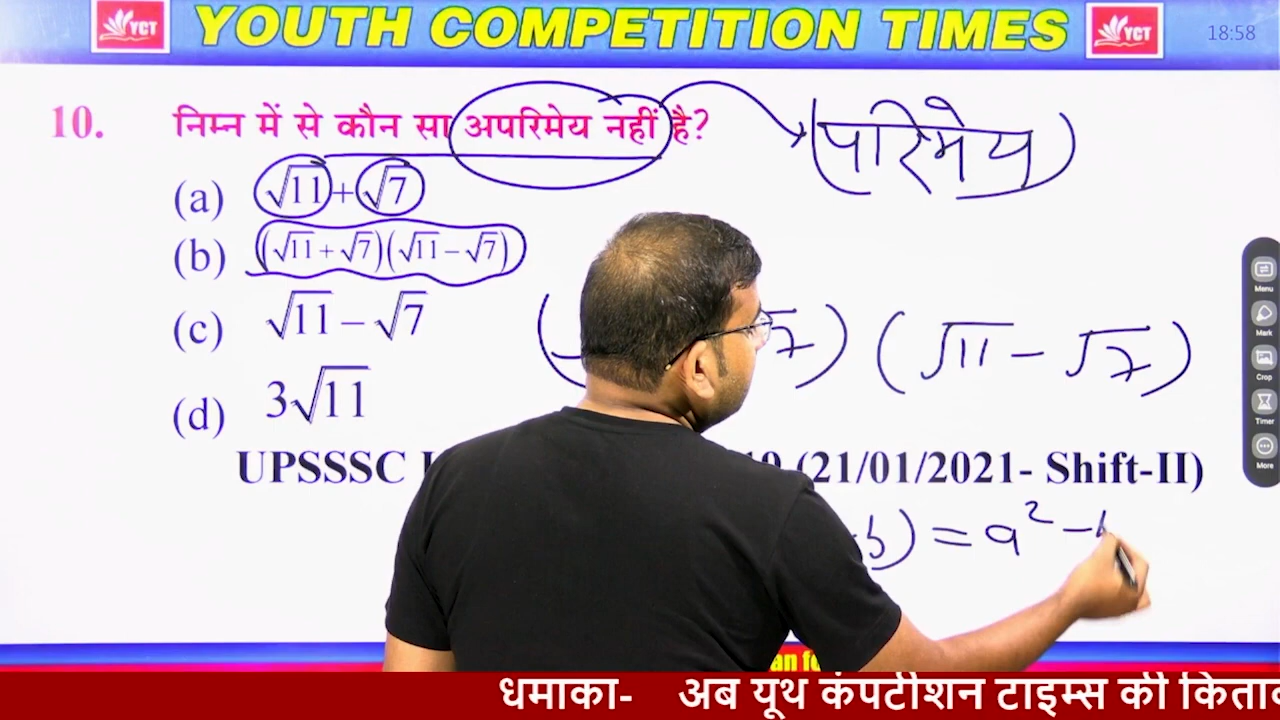 YCT YOUTH COMPETITION TIMES YCT 18:58
10. निम्न में से कौन सा अपरिमेय नहीं है? (परिमेय)
(a) √11 + √7
(b) (√11 + √7)(√11 − √7)
(c) √11 − √7
7) (√11 − √7)
(d) 3√11
UPSSSC (21/01/2021- Shift-II)
b) = a² −
Menu
Mark
Crop
Timer
More
धमाका- अब यूथ कंपटीशन टाइम्स की